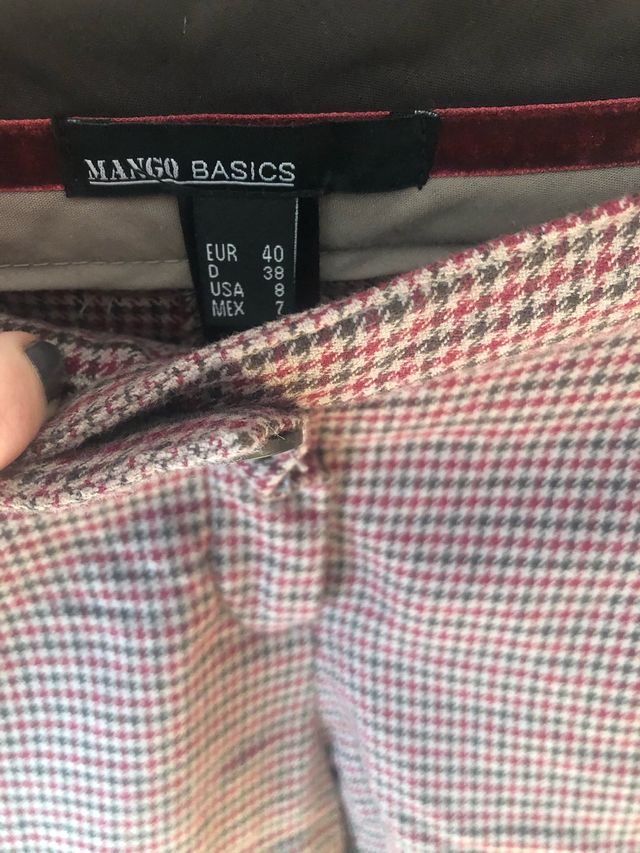 MANGO BASICS
EUR 40
D 38
USA 8
MEX 7